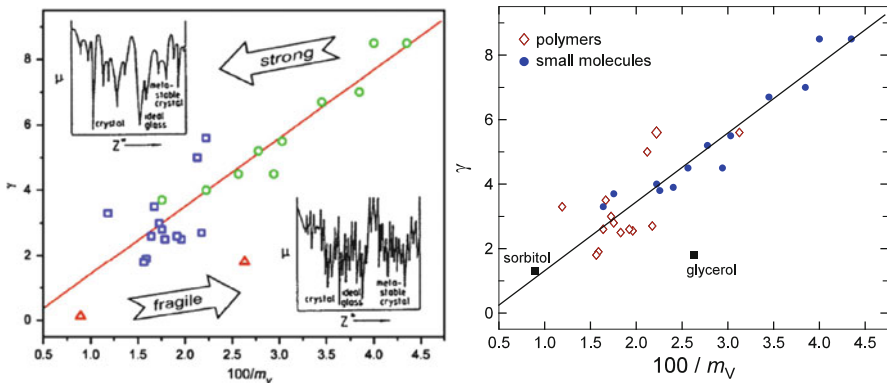 8
6
4
2
0
γ
0.5 1.0 1.5 2.0 2.5 3.0 3.5 4.0 4.5
100/mv
strong
fragile
μ
crystal
meta-
stable
crystal
ideal
glass
Z*
μ
crystal
ideal
glass
meta-
stable
crystal
Z*
8
6
4
2
0
γ
polymers
small molecules
sorbitol
glycerol
0.5 1.0 1.5 2.0 2.5 3.0 3.5 4.0 4.5
100 / mV